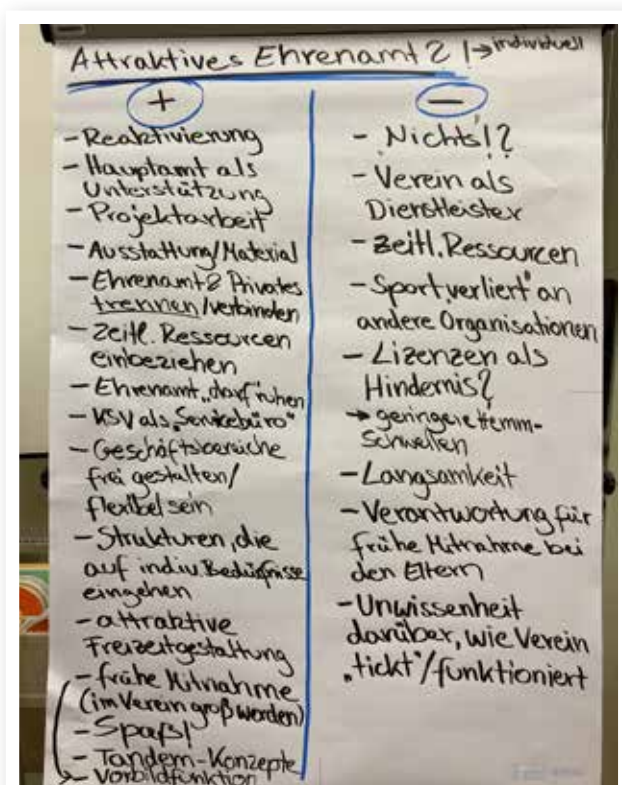 Attraktives Ehrenamt? ! → individuell
+
- Reaktivierung
- Hauptamt als
Unterstützung
- Projektarbeit
- Ausstattung/Material
- Ehrenamt & Privates
trennen/verbinden
- Zeitl. Ressourcen
einbeziehen
- Ehrenamt „darf“ ruhen
- KSV als „Servicebüro“
- Geschäftsbereiche
frei gestalten/
flexibel sein
- Strukturen, die
auf indiv. Bedürfnisse
eingehen
- attraktive
Freizeitgestaltung
- frühe Mitnahme
(im Verein groß werden)
- Spaß!
- Tandem-Konzepte
→ Vorbildfunktion
-
- Nichts!?
- Verein als
Dienstleister
- zeitl. Ressourcen
- Sport „verliert“ an
andere Organisationen
- Lizenzen als
Hindernis?
→ geringere Hemm-
schwellen
- Langsamkeit
- Verantwortung für
frühe Mitnahme bei
den Eltern
- Unwissenheit
darüber, wie Verein
„tickt“/funktioniert